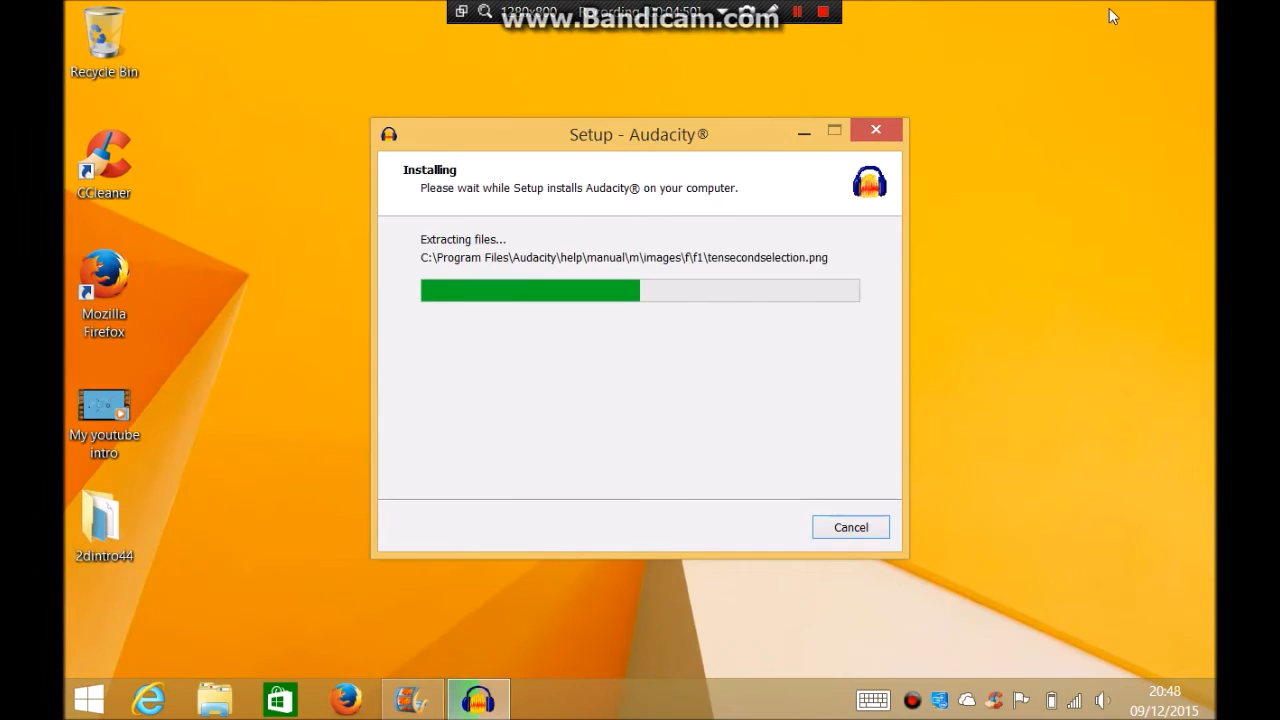 www.Bandicam.com
Recycle Bin
CCleaner
Mozilla
Firefox
My youtube
intro
2dintro44
Setup - Audacity®
Installing
Please wait while Setup installs Audacity® on your computer.
Extracting files...
C:\Program Files\Audacity\help\manual\m\images\f\f1\tensecondselection.png
Cancel
20:48
09/12/2015